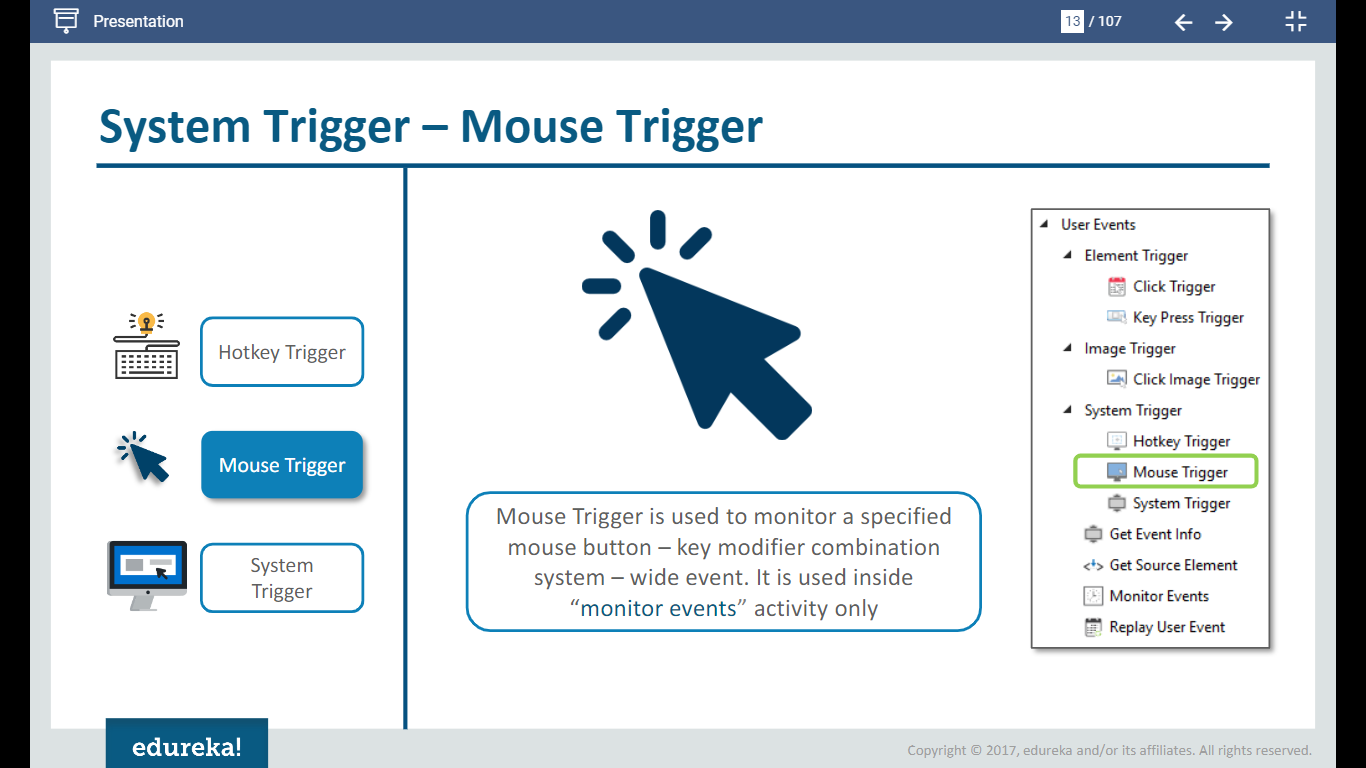 Presentation
13 / 107
System Trigger – Mouse Trigger
Hotkey Trigger
Mouse Trigger
System
Trigger
Mouse Trigger is used to monitor a specified
mouse button – key modifier combination
system – wide event. It is used inside
“monitor events” activity only
User Events
Element Trigger
Click Trigger
Key Press Trigger
Image Trigger
Click Image Trigger
System Trigger
Hotkey Trigger
Mouse Trigger
System Trigger
Get Event Info
Get Source Element
Monitor Events
Replay User Event
edureka!
Copyright © 2017, edureka and/or its affiliates. All rights reserved.